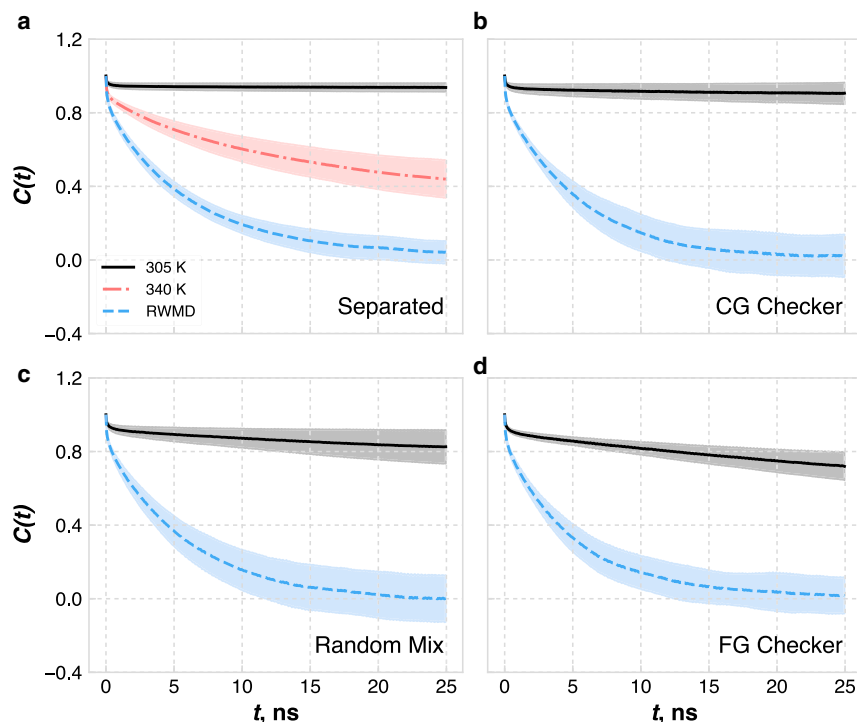 a
b
1.2
0.8
0.4
0.0
−0.4
C(t)
305 K
340 K
RWMD
Separated
CG Checker
c
d
1.2
0.8
0.4
0.0
−0.4
C(t)
Random Mix
FG Checker
0 5 10 15 20 25
0 5 10 15 20 25
t, ns
t, ns